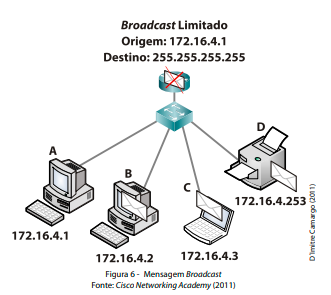 Broadcast Limitado
Origem: 172.16.4.1
Destino: 255.255.255.255
A
B
C
D
172.16.4.1
172.16.4.2
172.16.4.3
172.16.4.253
D'Imitre Camargo (2011)
Figura 6 - Mensagem Broadcast
Fonte: Cisco Networking Academy (2011)